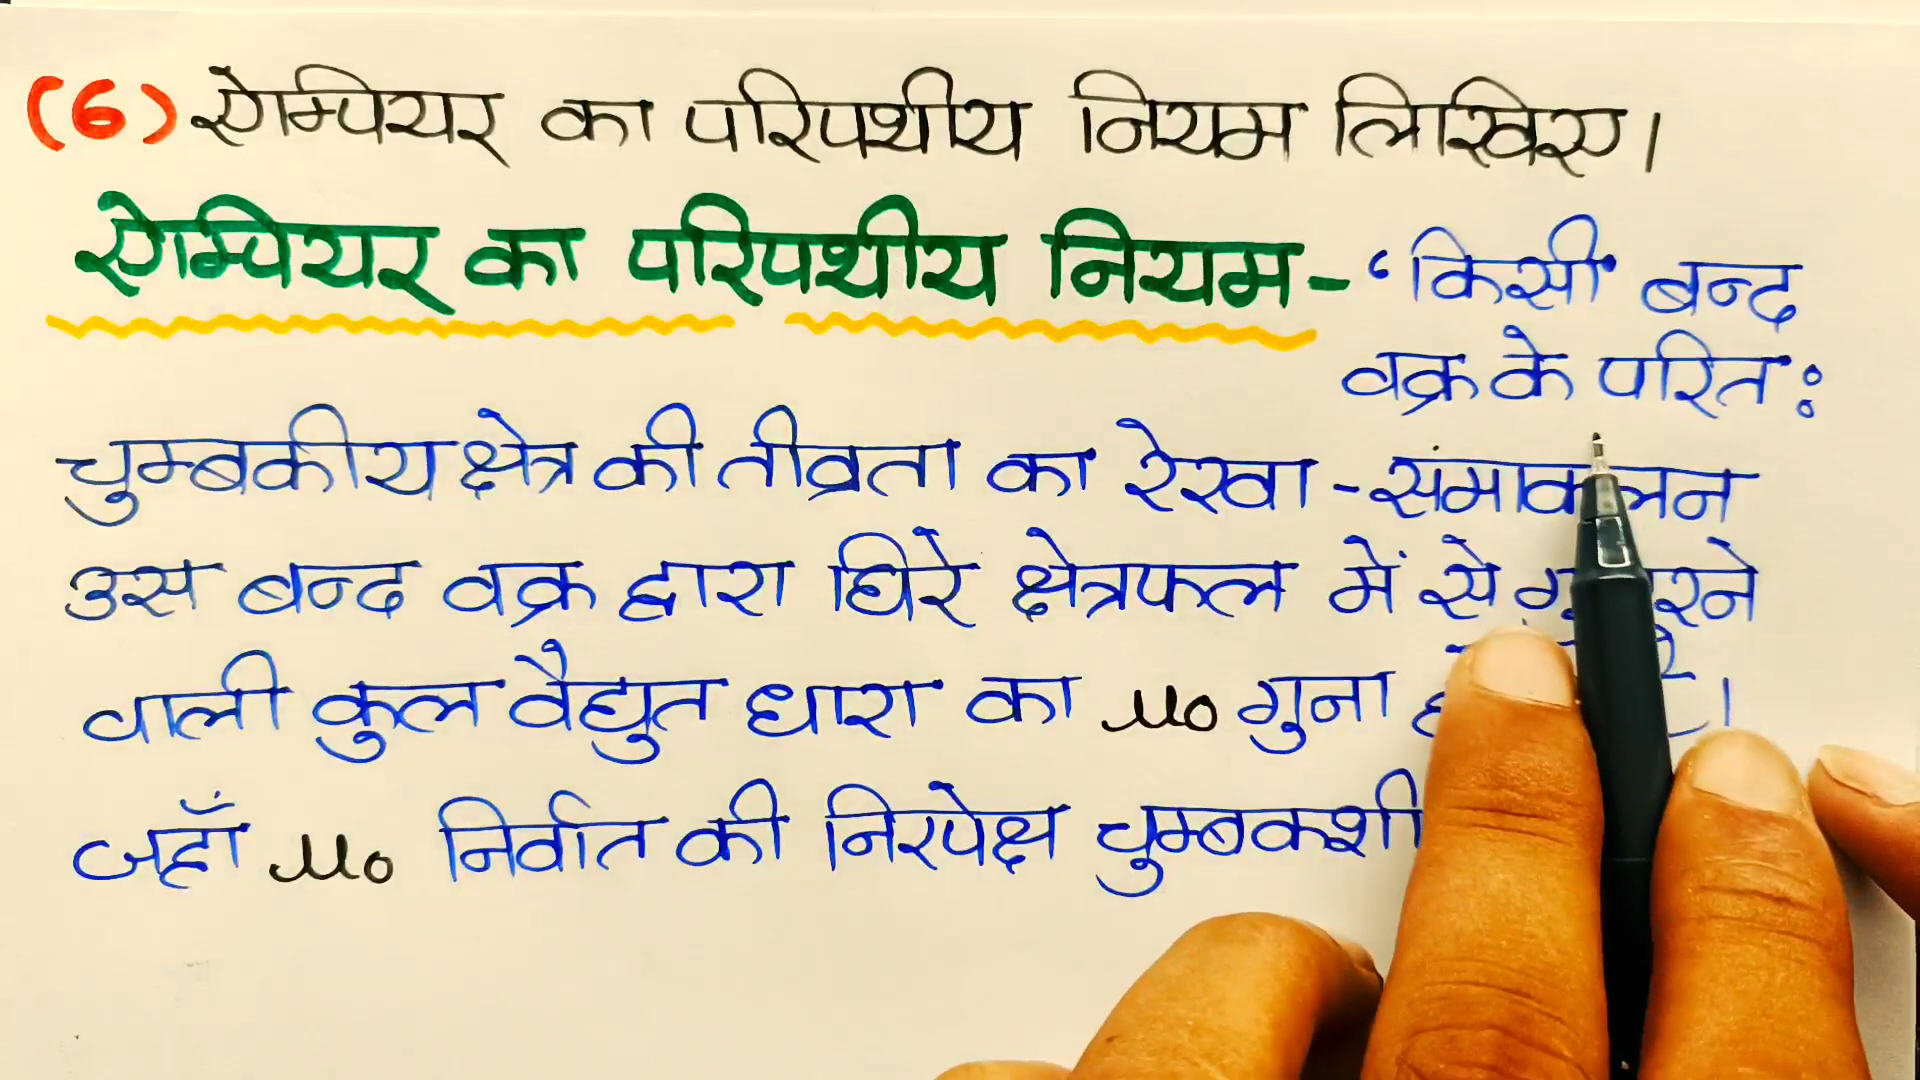 (6) ऐम्पियर का परिपथीय नियम लिखिए।
ऐम्पियर का परिपथीय नियम- ‘किसी बन्द
वक्र के परितः
चुम्बकीय क्षेत्र की तीव्रता का रेखा-संमाकलन
उस बन्द वक्र द्वारा घिरे क्षेत्रफल में से
वाली कुल वैद्युत धारा का μ₀ गुना
जहाँ μ₀ निर्वात की निरपेक्ष